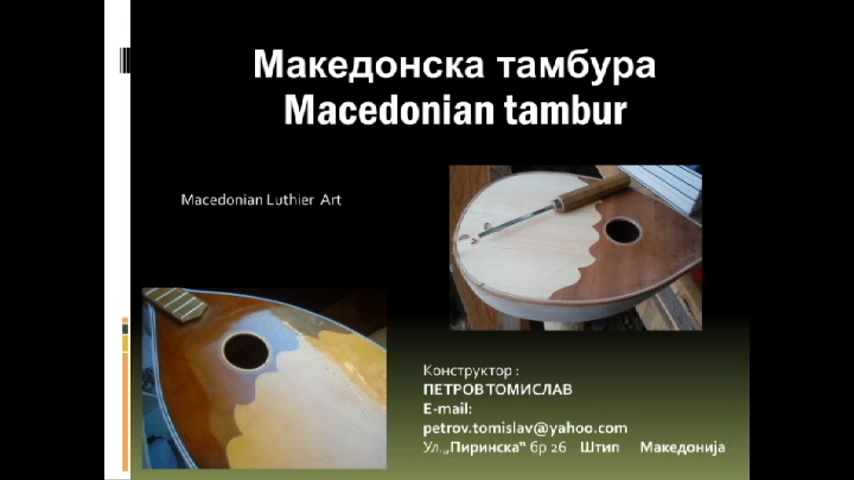 Македонска тамбура
Macedonian tambur
Macedonian Luthier Art
Конструктор :
ПЕТРОВ ТОМИСЛАВ
E-mail:
petrov.tomislav@yahoo.com
Ул.„Пиринска“ бр 26 Штип Македонија